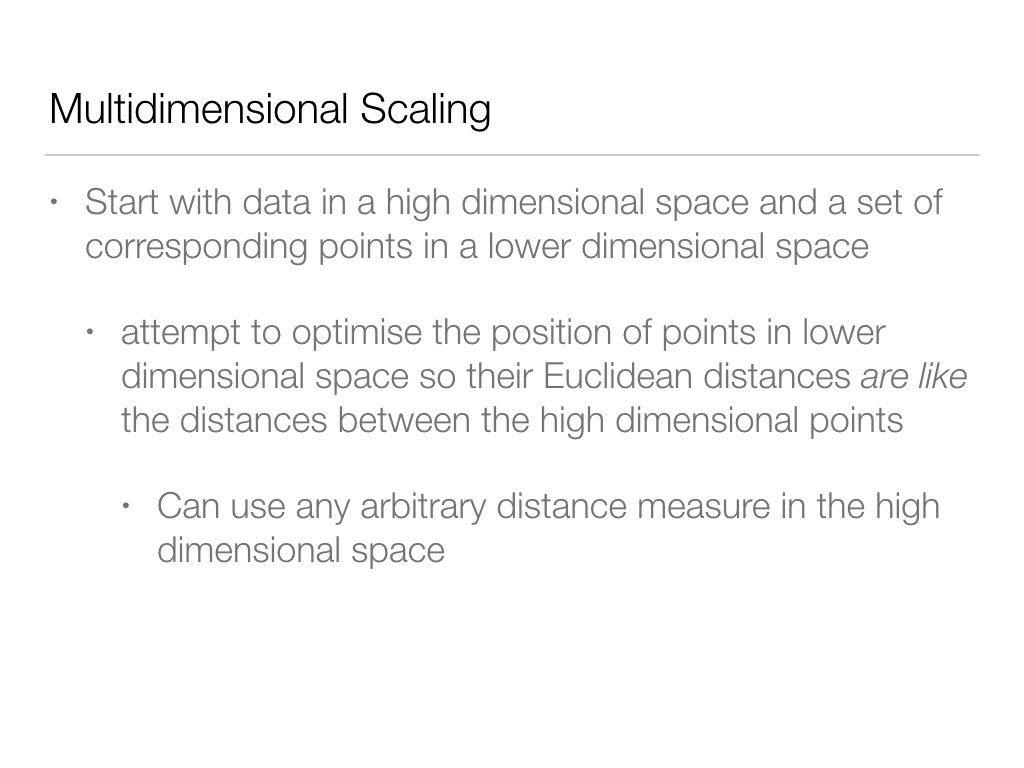 Multidimensional Scaling
• Start with data in a high dimensional space and a set of
corresponding points in a lower dimensional space
• attempt to optimise the position of points in lower
dimensional space so their Euclidean distances are like
the distances between the high dimensional points
• Can use any arbitrary distance measure in the high
dimensional space